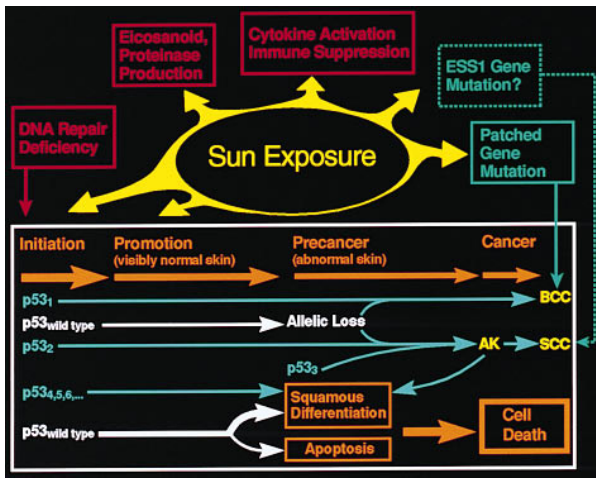 Eicosanoid,
Proteinase
Production
Cytokine Activation
Immune Suppression
ESS1 Gene
Mutation?
DNA Repair
Deficiency
Sun Exposure
Patched
Gene
Mutation
Initiation
Promotion
(visibly normal skin)
Precancer
(abnormal skin)
Cancer
p53₁
BCC
p53wild type
Allelic Loss
p53₂
AK
SCC
p53₃
p53₄,₅,₆,...
Squamous
Differentiation
p53wild type
Apoptosis
Cell
Death